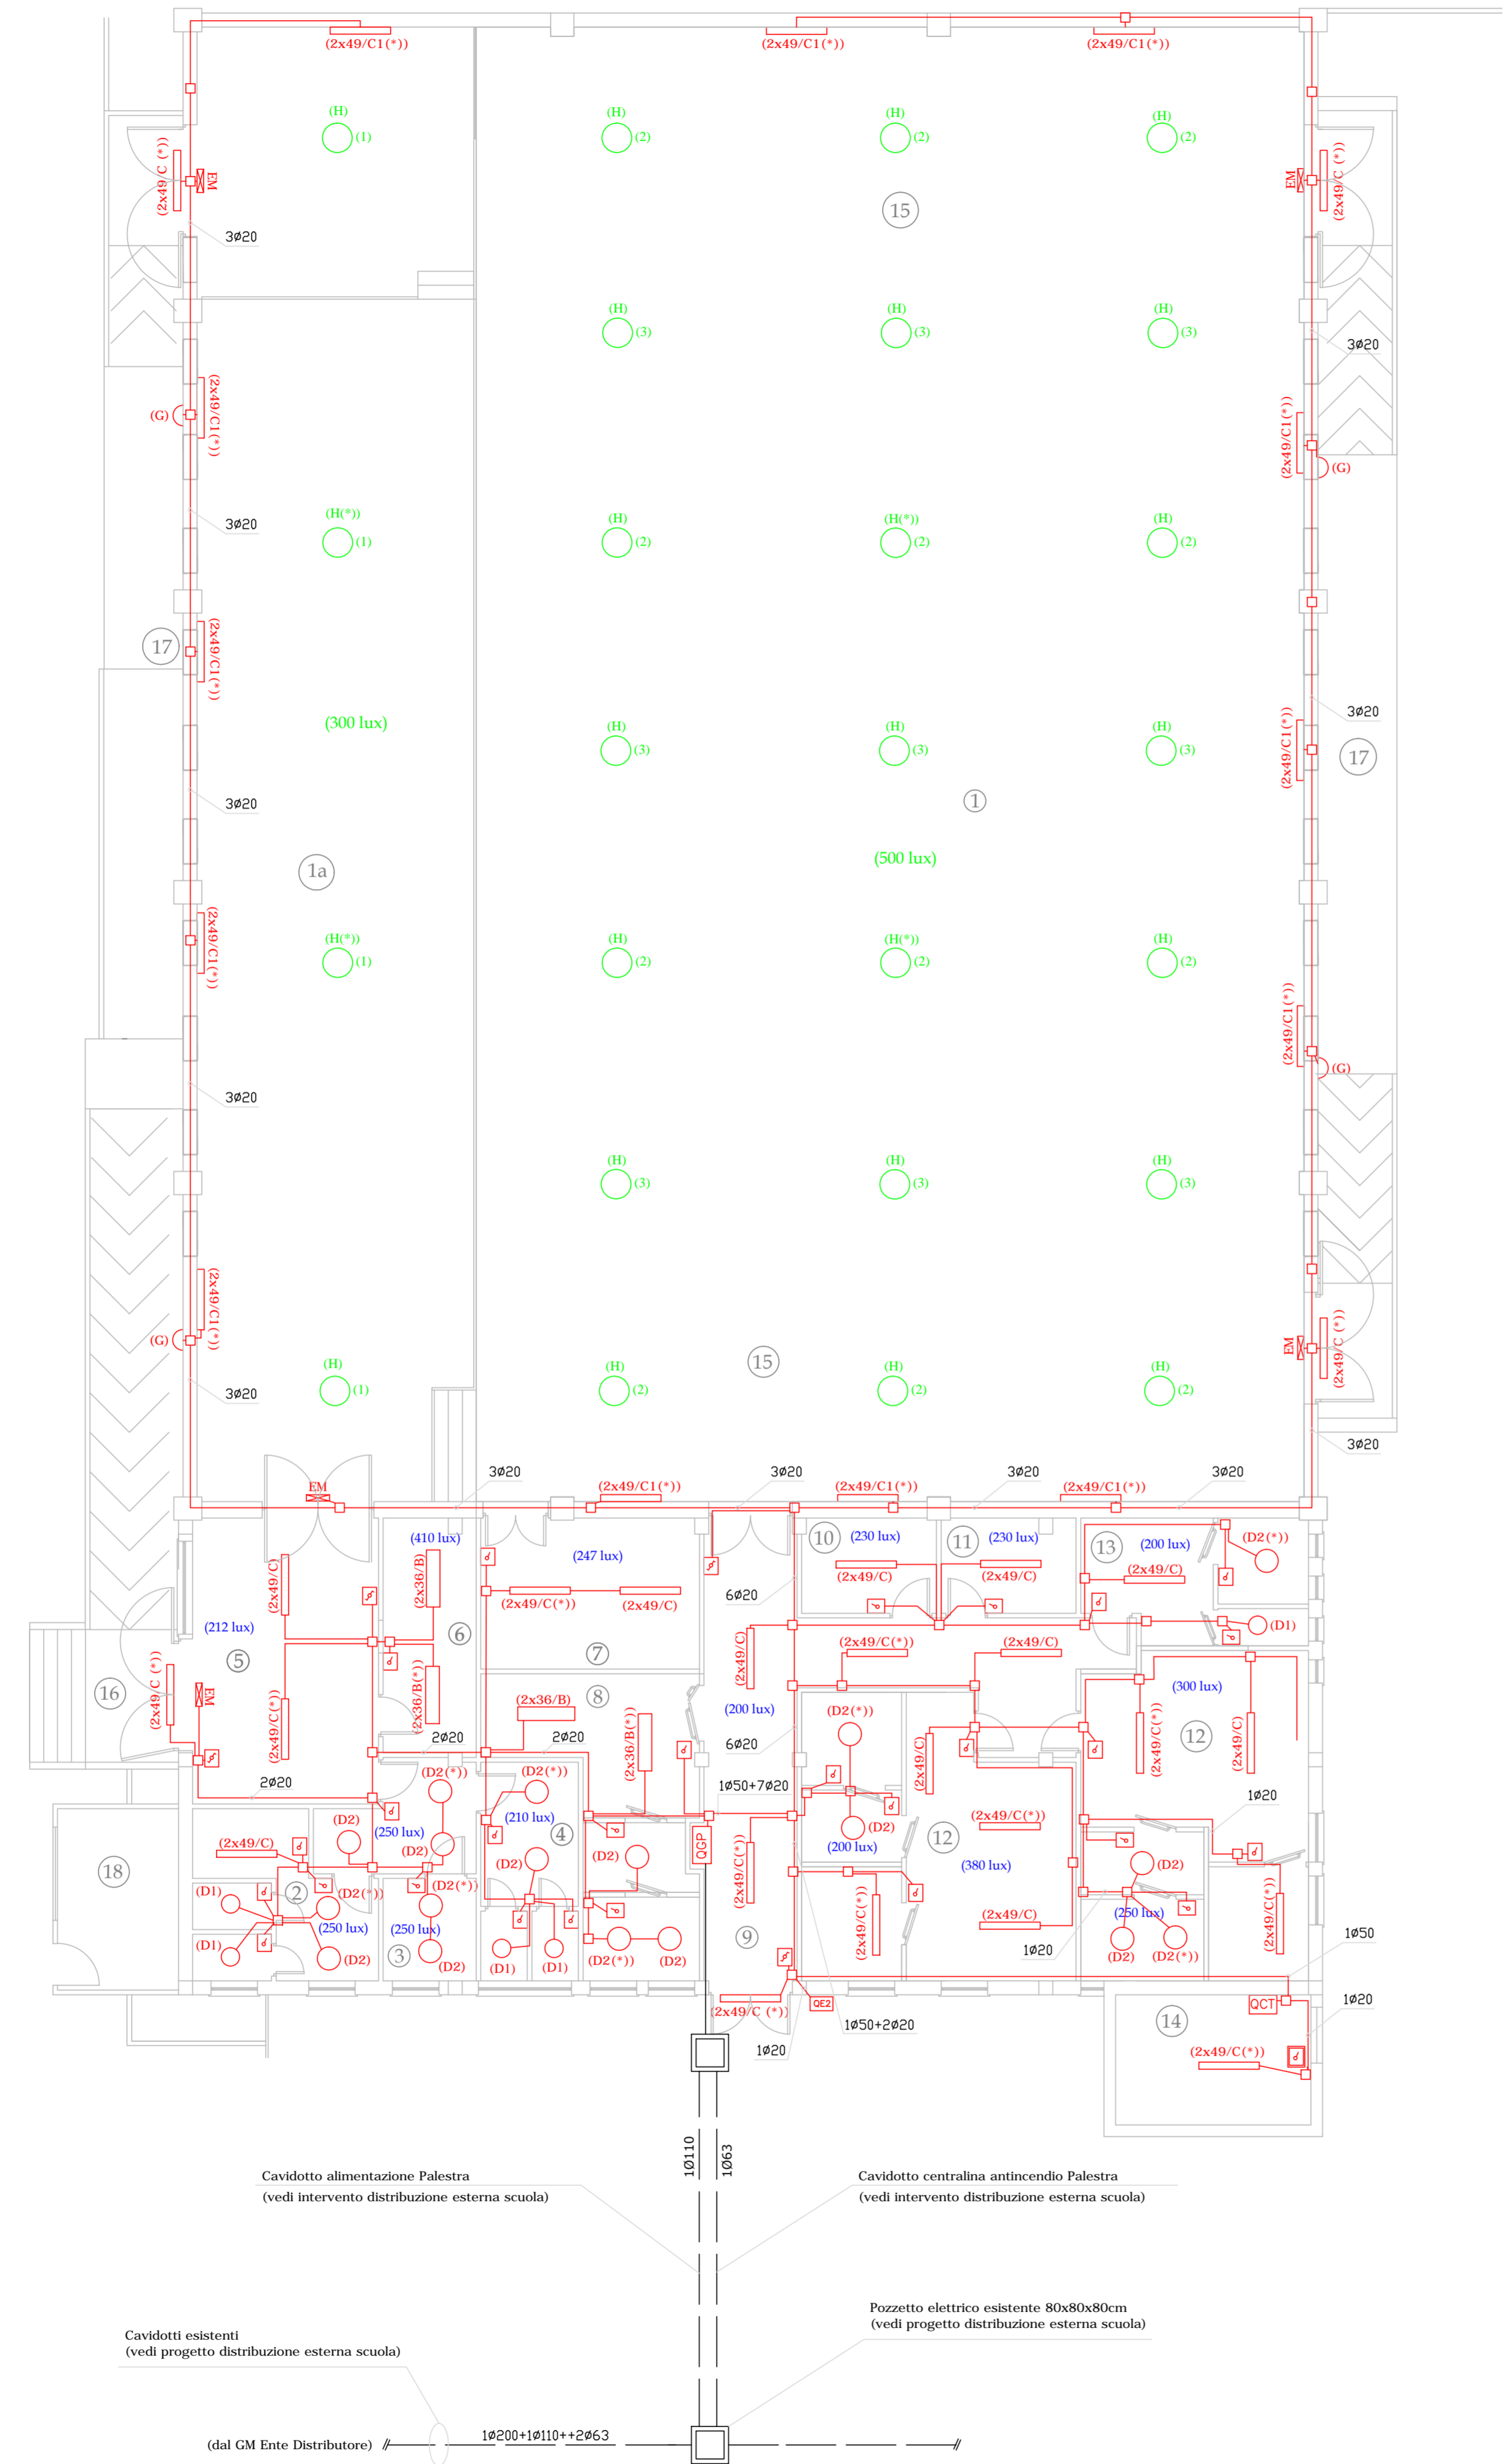 (2x49/C1(*)) (2x49/C1(*)) (2x49/C1(*))
(H) (H) (H) (H)
(1) (2) (2) (2)
(2x49/C (*)) EM EM (2x49/C (*))
15
3Ø20
(H) (H) (H)
(3) (3) (3)
3Ø20
(2x49/C1(*))
(G)
(2x49/C1(*))
(G)
(H(*)) (H) (H(*)) (H)
3Ø20
(1) (2) (2) (2)
17
(2x49/C1(*))
3Ø20
(300 lux)
(H) (H) (H)
(3) (3) (3)
(2x49/C1(*))
17
3Ø20
1
(500 lux)
1a
(2x49/C1(*))
(H(*)) (H) (H(*)) (H)
(1) (2) (2) (2)
(2x49/C1(*))
(G)
3Ø20
(H) (H) (H)
(3) (3) (3)
(2x49/C1(*))
(G)
EM (2x49/C (*))
15
(H) (H) (H) (H)
(1) (2) (2) (2)
3Ø20
3Ø20
3Ø20 3Ø20 3Ø20 3Ø20
EM (2x49/C1(*)) (2x49/C1(*)) (2x49/C1(*))
(410 lux) 10 (230 lux) 11 (230 lux) 13 (200 lux) (D2(*))
(247 lux)
(2x49/C) (2x36/B)
(2x49/C(*)) (2x49/C) (2x49/C) (2x49/C) (2x49/C)
6Ø20
(212 lux) 6 (D1)
5 7 (2x49/C) (2x49/C(*)) (2x49/C)
16 (2x49/C (*)) EM (2x49/C(*)) (2x36/B(*))
8 (300 lux)
(2x36/B) (200 lux) (D2(*)) 12
2Ø20 2Ø20 (2x36/B(*)) 6Ø20 (2x49/C) (2x49/C(*)) (2x49/C)
2Ø20 (D2(*)) (D2(*)) 1Ø50+7Ø20 1Ø20
(D2) (250 lux) (210 lux) 4 (2x49/C(*))
(2x49/C) (D2) QGP (D2) 12
18 (D2) (D2) (200 lux) (380 lux) (D2)
(D1) 2 (D2(*)) (D2(*)) (2x49/C(*))
(250 lux) (250 lux) (250 lux) (2x49/C(*))
(D1) (D2) 3 (D2) (D1) (D1) (D2(*)) (D2) 9 (2x49/C(*)) (2x49/C) 1Ø20 (D2) (D2(*)) 1Ø50
(2x49/C (*)) QE2 QCT 1Ø20
14
1Ø20 1Ø50+2Ø20 (2x49/C(*))
1Ø110 1Ø63
Cavidotto alimentazione Palestra
(vedi intervento distribuzione esterna scuola)
Cavidotto centralina antincendio Palestra
(vedi intervento distribuzione esterna scuola)
Pozzetto elettrico esistente 80x80x80cm
(vedi progetto distribuzione esterna scuola)
Cavidotti esistenti
(vedi progetto distribuzione esterna scuola)
(dal GM Ente Distributore) 1Ø200+1Ø110++2Ø63